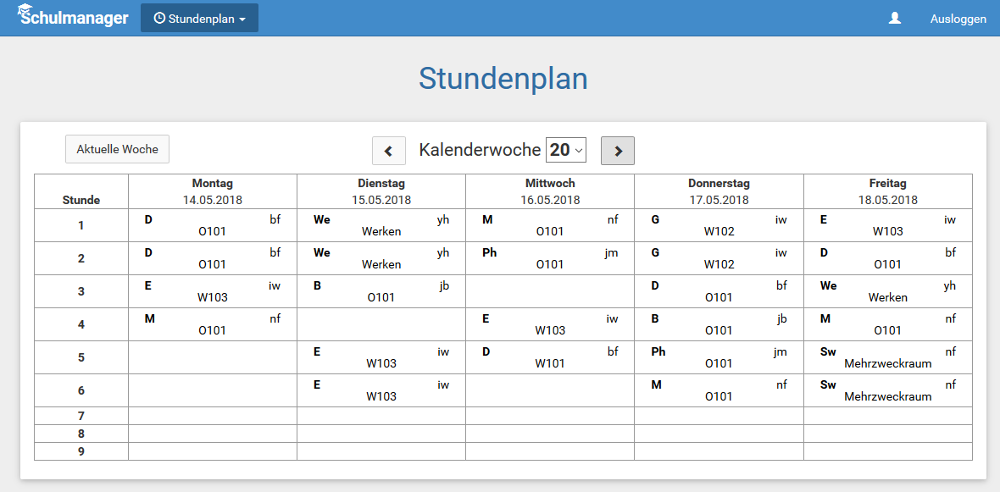 Schulmanager Stundenplan Ausloggen
Stundenplan
Aktuelle Woche Kalenderwoche 20
Stunde Montag 14.05.2018 Dienstag 15.05.2018 Mittwoch 16.05.2018 Donnerstag 17.05.2018 Freitag 18.05.2018
1 D bf O101 We yh Werken M nf O101 G iw W102 E iw W103
2 D bf O101 We yh Werken Ph jm O101 G iw W102 D bf O101
3 E iw W103 B jb O101 D bf O101 We yh Werken
4 M nf O101 E iw W103 B jb O101 M nf O101
5 E iw W103 D bf W101 Ph jm O101 Sw nf Mehrzweckraum
6 E iw W103 M nf O101 Sw nf Mehrzweckraum
7
8
9